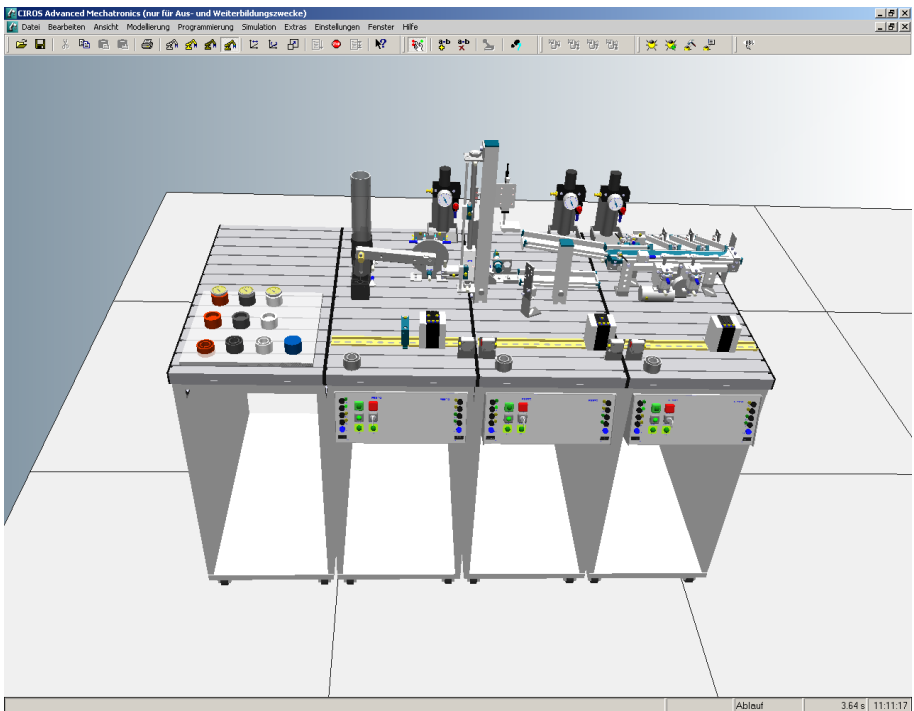 CIROS Advanced Mechatronics (nur für Aus- und Weiterbildungszwecke)
Datei Bearbeiten Ansicht Modellierung Programmierung Simulation Extras Einstellungen Fenster Hilfe
a-b a-b
Ablauf 3.64 s 11:11:17